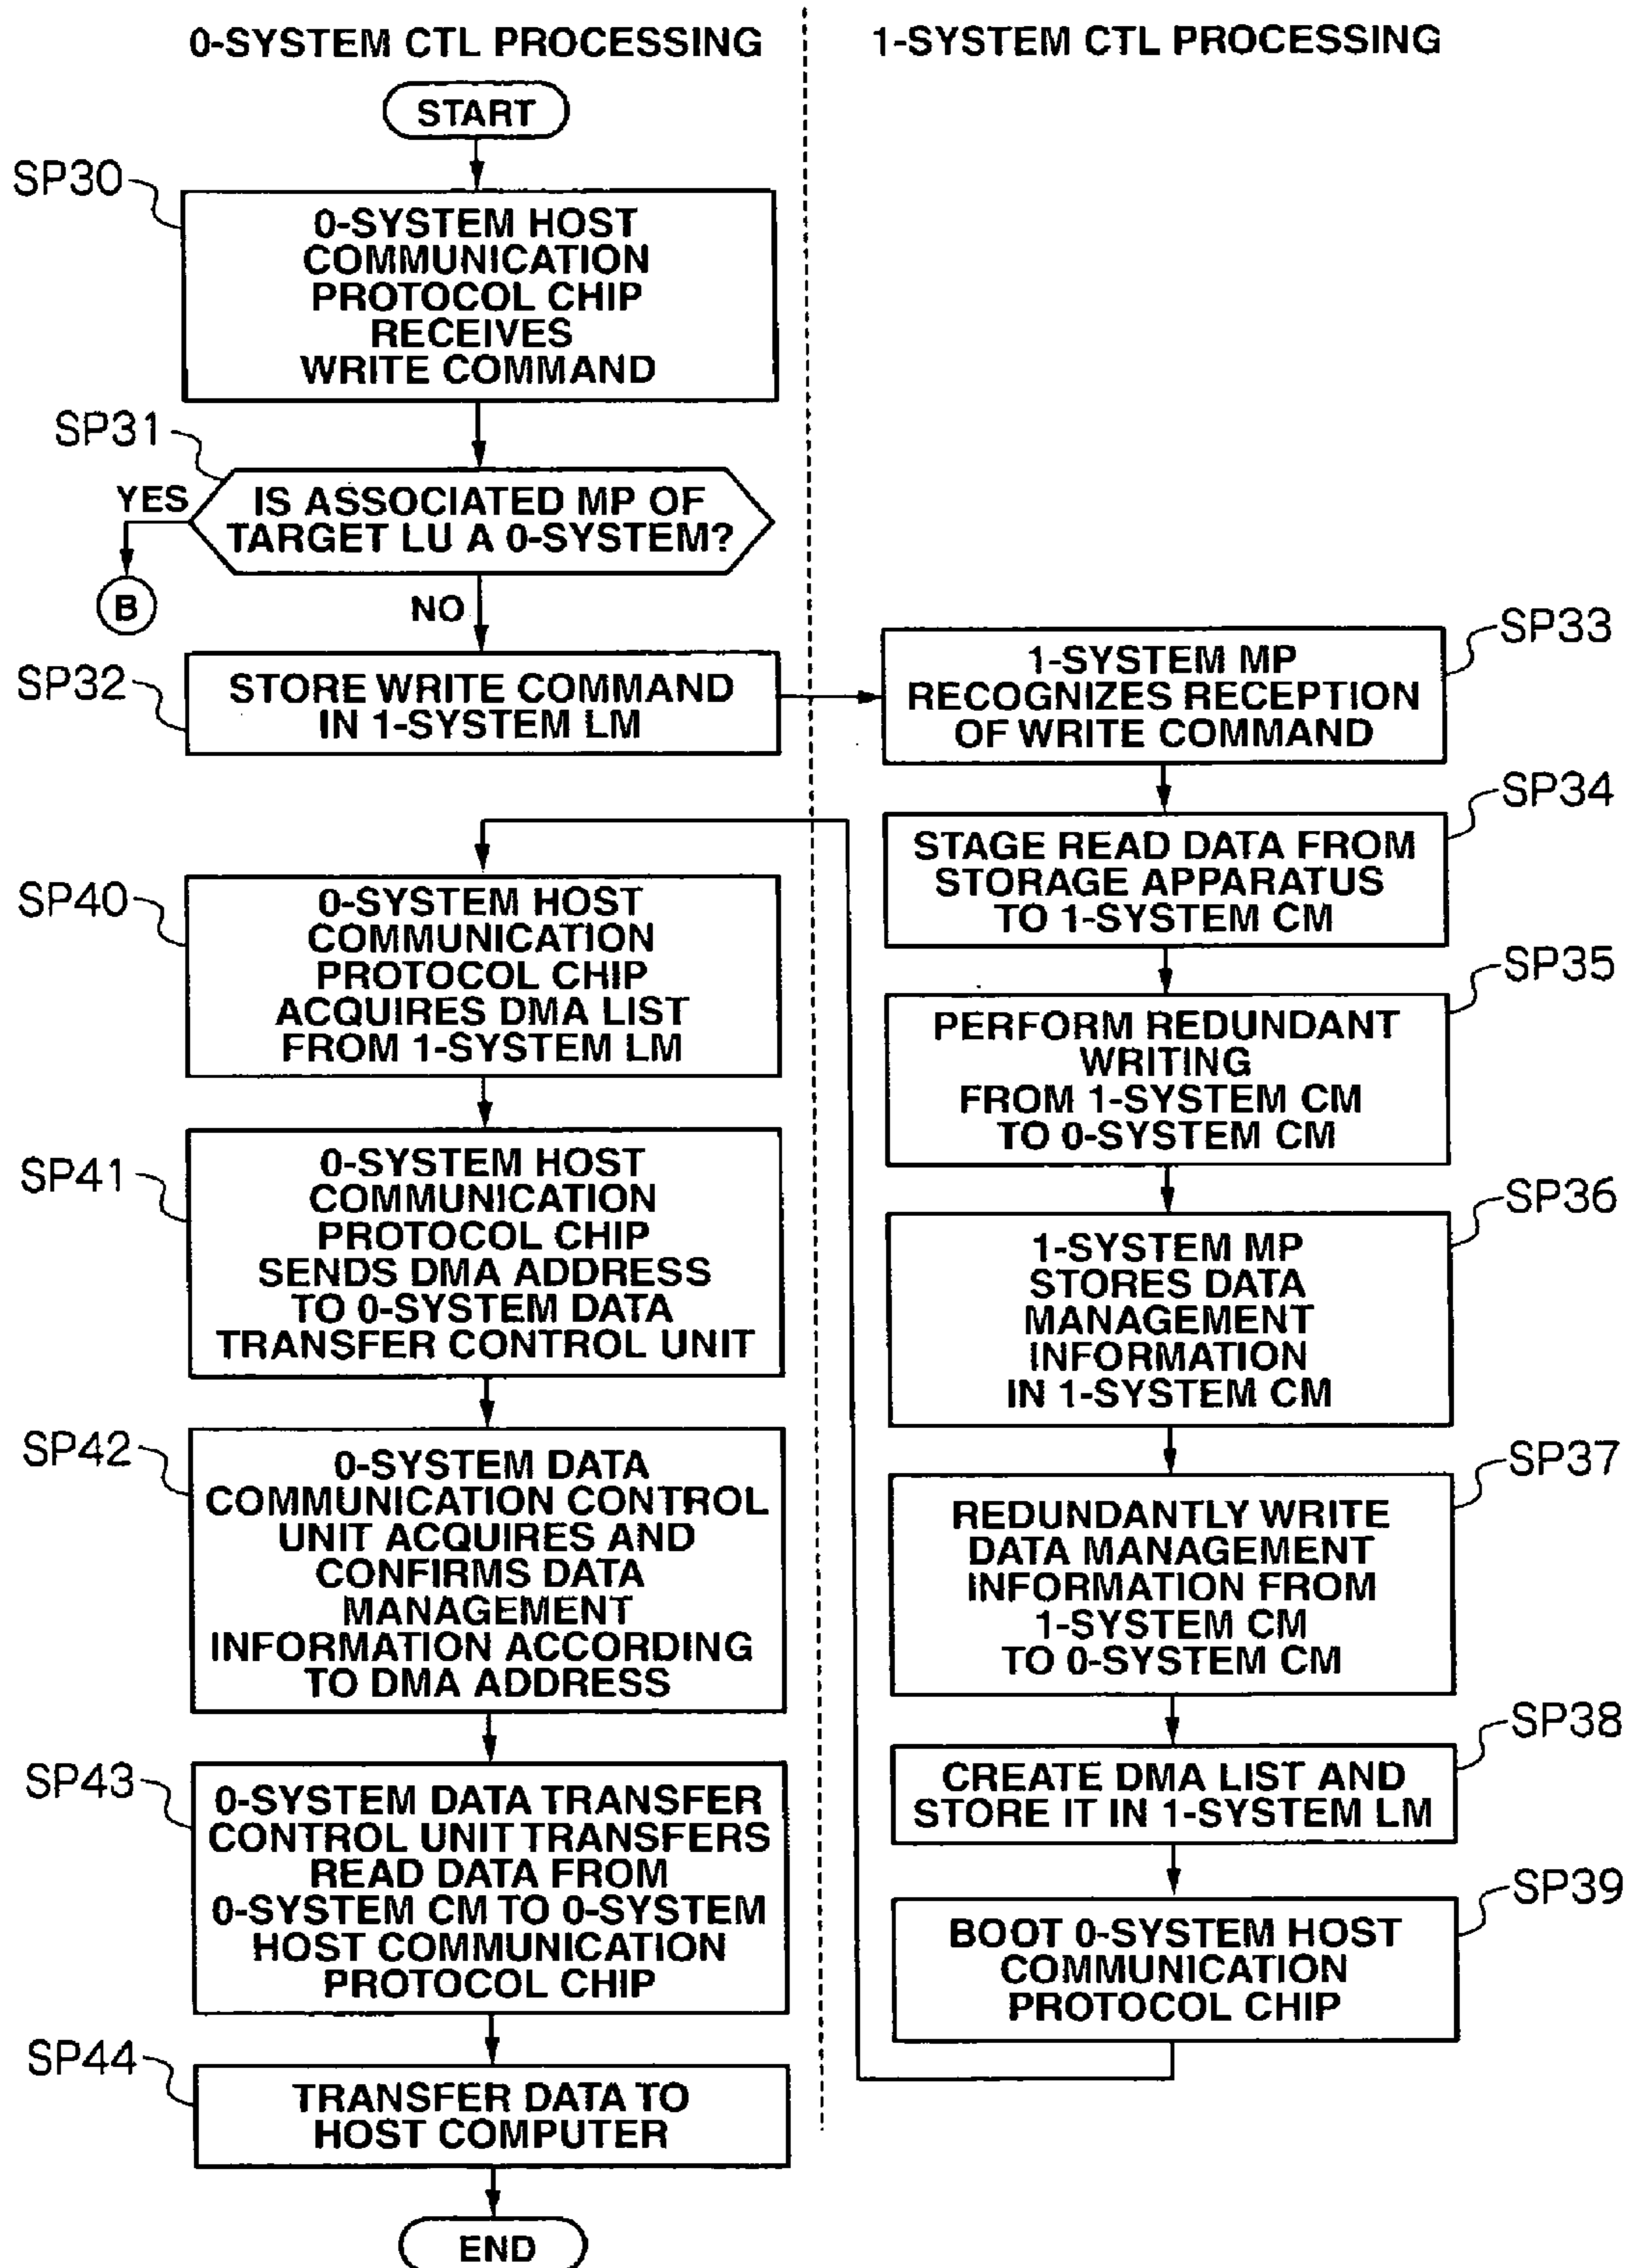 0-SYSTEM CTL PROCESSING
1-SYSTEM CTL PROCESSING
START
SP30
0-SYSTEM HOST
COMMUNICATION
PROTOCOL CHIP
RECEIVES
WRITE COMMAND
SP31
YES
IS ASSOCIATED MP OF
TARGET LU A 0-SYSTEM?
B
NO
SP32
STORE WRITE COMMAND
IN 1-SYSTEM LM
SP33
1-SYSTEM MP
RECOGNIZES RECEPTION
OF WRITE COMMAND
SP34
STAGE READ DATA FROM
STORAGE APPARATUS
TO 1-SYSTEM CM
SP35
PERFORM REDUNDANT
WRITING
FROM 1-SYSTEM CM
TO 0-SYSTEM CM
SP36
1-SYSTEM MP
STORES DATA
MANAGEMENT
INFORMATION
IN 1-SYSTEM CM
SP37
REDUNDANTLY WRITE
DATA MANAGEMENT
INFORMATION FROM
1-SYSTEM CM
TO 0-SYSTEM CM
SP38
CREATE DMA LIST AND
STORE IT IN 1-SYSTEM LM
SP39
BOOT 0-SYSTEM HOST
COMMUNICATION
PROTOCOL CHIP
SP40
0-SYSTEM HOST
COMMUNICATION
PROTOCOL CHIP
ACQUIRES DMA LIST
FROM 1-SYSTEM LM
SP41
0-SYSTEM HOST
COMMUNICATION
PROTOCOL CHIP
SENDS DMA ADDRESS
TO 0-SYSTEM DATA
TRANSFER CONTROL UNIT
SP42
0-SYSTEM DATA
COMMUNICATION CONTROL
UNIT ACQUIRES AND
CONFIRMS DATA
MANAGEMENT
INFORMATION ACCORDING
TO DMA ADDRESS
SP43
0-SYSTEM DATA TRANSFER
CONTROL UNIT TRANSFERS
READ DATA FROM
0-SYSTEM CM TO 0-SYSTEM
HOST COMMUNICATION
PROTOCOL CHIP
SP44
TRANSFER DATA TO
HOST COMPUTER
END